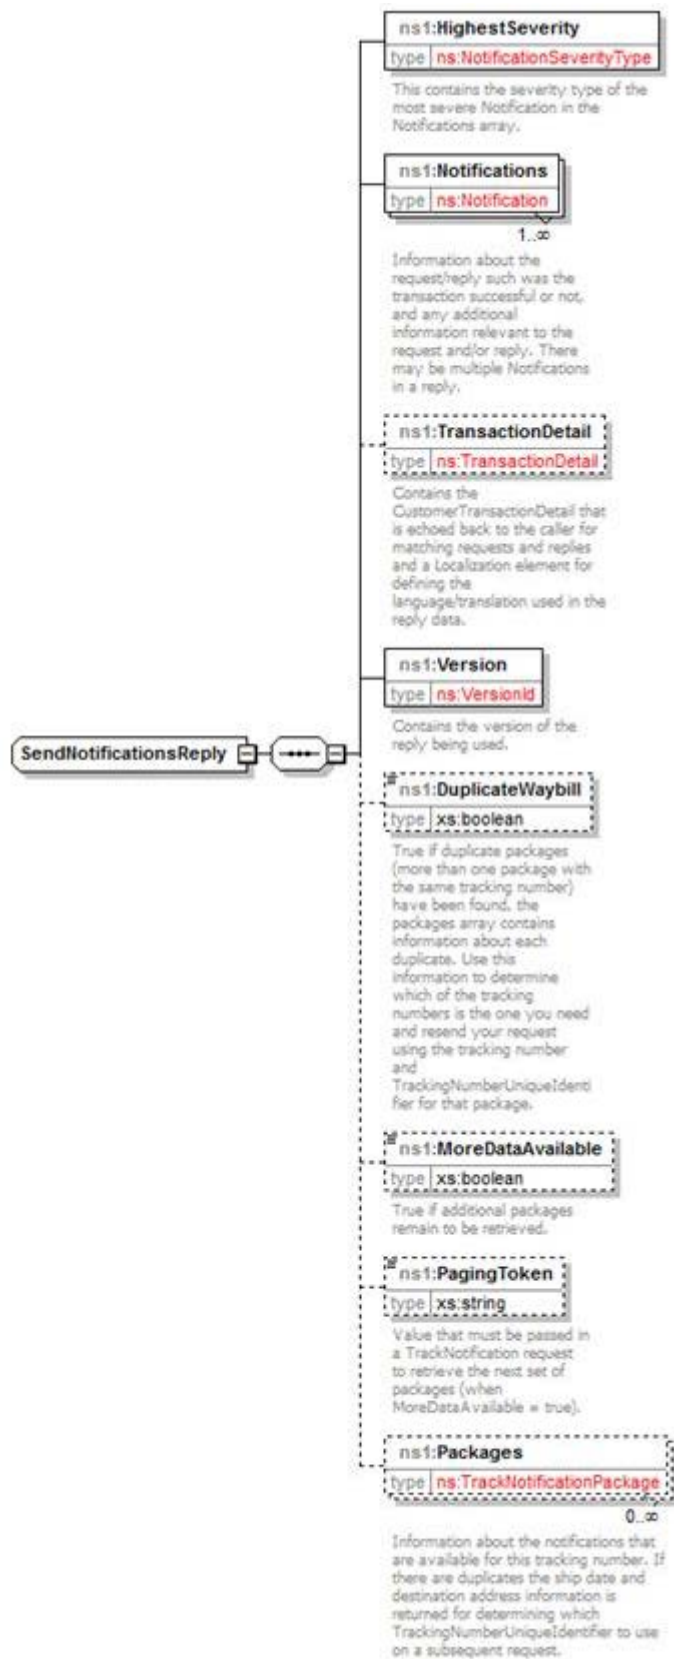 ns1:HighestSeverity
type ns:NotificationSeverityType
This contains the severity type of the
most severe Notification in the
Notifications array.
ns1:Notifications
type ns:Notification
1..∞
Information about the
request/reply such was the
transaction successful or not,
and any additional
information relevant to the
request and/or reply. There
may be multiple Notifications
in a reply.
ns1:TransactionDetail
type ns:TransactionDetail
Contains the
CustomerTransactionDetail that
is echoed back to the caller for
matching requests and replies
and a Localization element for
defining the
language/translation used in the
reply data.
ns1:Version
type ns:VersionId
Contains the version of the
reply being used.
SendNotificationsReply
ns1:DuplicateWaybill
type xs:boolean
True if duplicate packages
(more than one package with
the same tracking number)
have been found, the
packages array contains
information about each
duplicate. Use this
information to determine
which of the tracking
numbers is the one you need
and resend your request
using the tracking number
and
TrackingNumberUniqueIdenti
fier for that package.
ns1:MoreDataAvailable
type xs:boolean
True if additional packages
remain to be retrieved.
ns1:PagingToken
type xs:string
Value that must be passed in
a TrackNotification request
to retrieve the next set of
packages (when
MoreDataAvailable = true).
ns1:Packages
type ns:TrackNotificationPackage
0..∞
Information about the notifications that
are available for this tracking number. If
there are duplicates the ship date and
destination address information is
returned for determining which
TrackingNumberUniqueIdentifier to use
on a subsequent request.